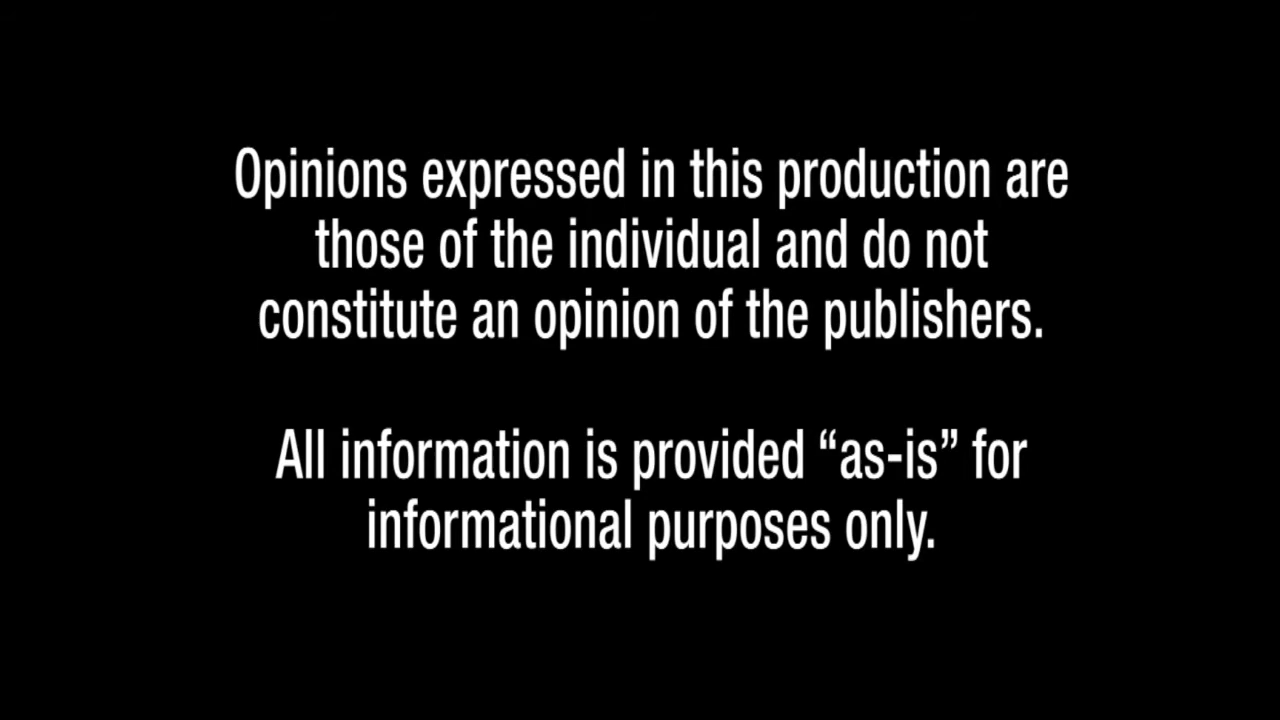 Opinions expressed in this production are
those of the individual and do not
constitute an opinion of the publishers.
All information is provided “as-is” for
informational purposes only.